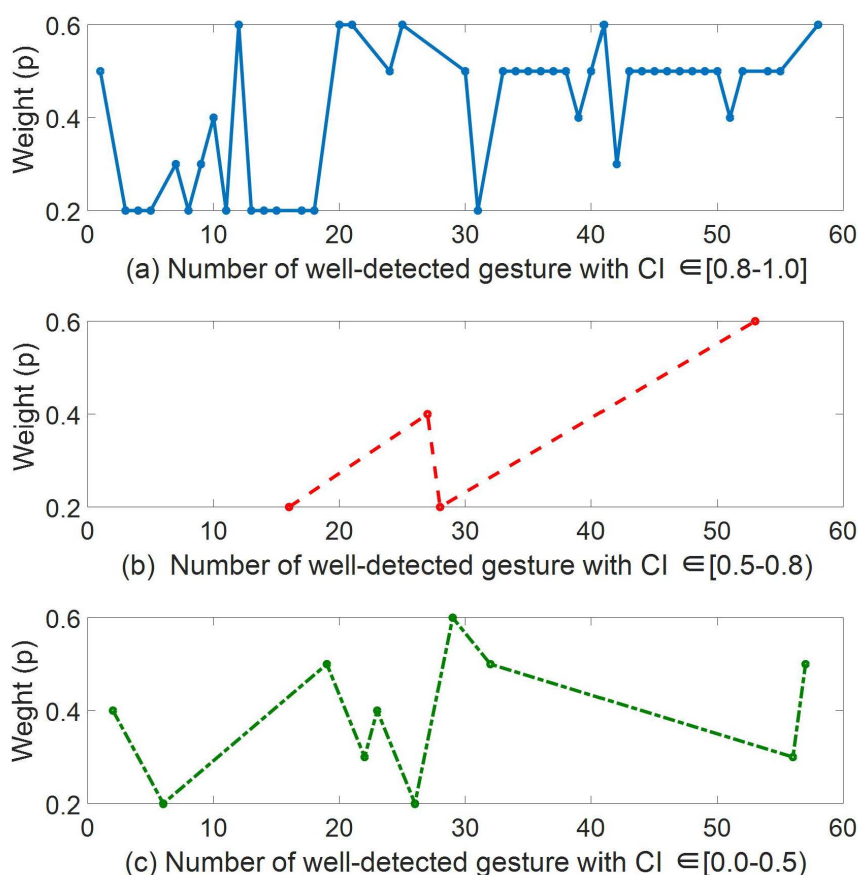 0.6
0.4
0.2
Weight (p)
0 10 20 30 40 50 60
(a) Number of well-detected gesture with CI ∈[0.8-1.0]
0.6
0.4
0.2
Weight (p)
0 10 20 30 40 50 60
(b) Number of well-detected gesture with CI ∈[0.5-0.8)
0.6
0.4
0.2
Weght (p)
0 10 20 30 40 50 60
(c) Number of well-detected gesture with CI ∈[0.0-0.5)